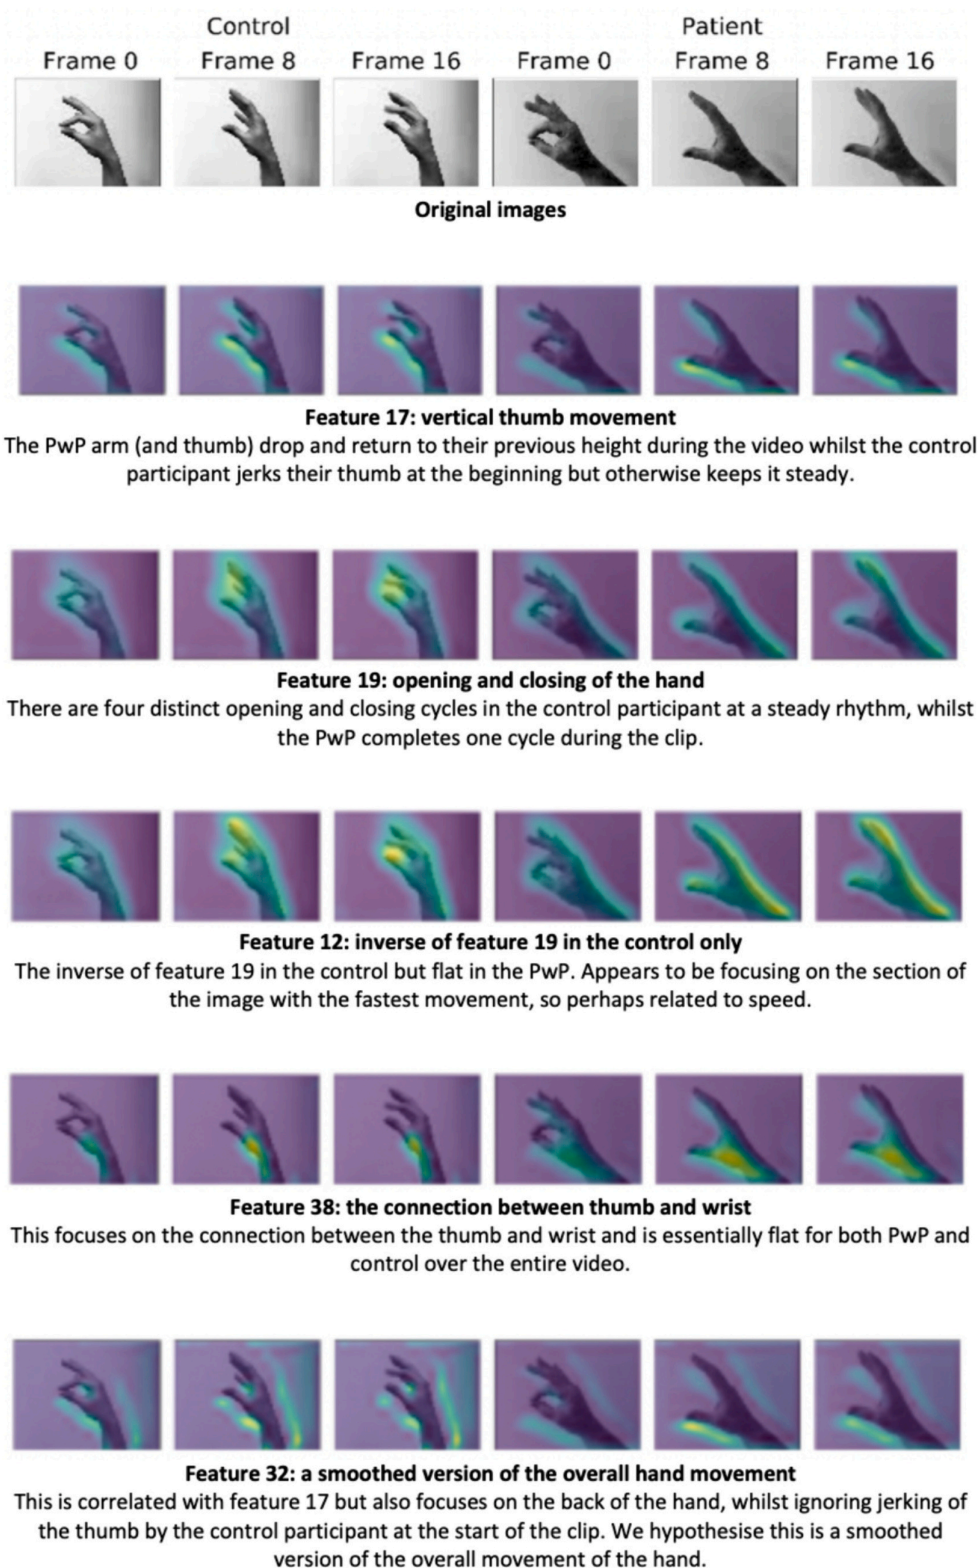 Control Patient
Frame 0 Frame 8 Frame 16 Frame 0 Frame 8 Frame 16
Original images
Feature 17: vertical thumb movement
The PwP arm (and thumb) drop and return to their previous height during the video whilst the control
participant jerks their thumb at the beginning but otherwise keeps it steady.
Feature 19: opening and closing of the hand
There are four distinct opening and closing cycles in the control participant at a steady rhythm, whilst
the PwP completes one cycle during the clip.
Feature 12: inverse of feature 19 in the control only
The inverse of feature 19 in the control but flat in the PwP. Appears to be focusing on the section of
the image with the fastest movement, so perhaps related to speed.
Feature 38: the connection between thumb and wrist
This focuses on the connection between the thumb and wrist and is essentially flat for both PwP and
control over the entire video.
Feature 32: a smoothed version of the overall hand movement
This is correlated with feature 17 but also focuses on the back of the hand, whilst ignoring jerking of
the thumb by the control participant at the start of the clip. We hypothesise this is a smoothed
version of the overall movement of the hand.